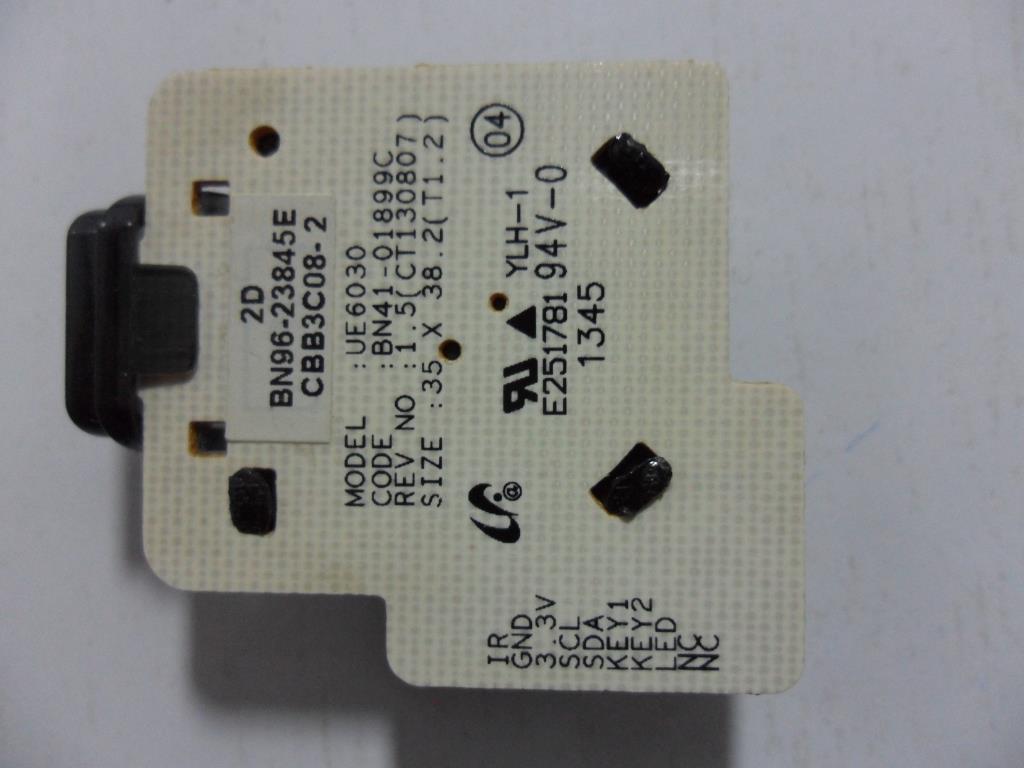 2D
BN96-23845E
CBB3C08-2
MODEL :UE6030
CODE :BN41-01899C
REV NO :1.5(CT130807)
SIZE :35 X 38.2(T1.2)
04
YLH-1
E251781 94V-0
1345
IR
GND
3.3V
SCL
SDA
KEY1
KEY2
LED
NC
NC